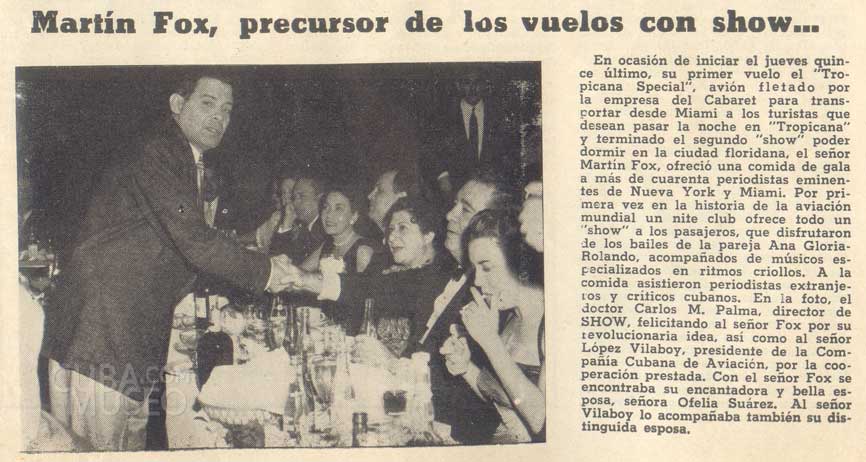 Martín Fox, precursor de los vuelos con show...
En ocasión de iniciar el jueves quin-
ce último, su primer vuelo el "Tro-
picana Special", avión fletado por
la empresa del Cabaret para trans-
portar desde Miami a los turistas que
desean pasar la noche en "Tropicana"
y terminado el segundo "show" poder
dormir en la ciudad floridana, el señor
Martín Fox, ofreció una comida de gala
a más de cuarenta periodistas eminen-
tes de Nueva York y Miami. Por pri-
mera vez en la historia de la aviación
mundial un nite club ofrece todo un
"show" a los pasajeros, que disfrutaron
de los bailes de la pareja Ana Gloria-
Rolando, acompañados de músicos es-
pecializados en ritmos criollos. A la
comida asistieron periodistas extranje-
ros y críticos cubanos. En la foto, el
doctor Carlos M. Palma, director de
SHOW, felicitando al señor Fox por su
revolucionaria idea, así como al señor
López Vilaboy, presidente de la Com-
pañía Cubana de Aviación, por la coo-
peración prestada. Con el señor Fox se
encontraba su encantadora y bella es-
posa, señora Ofelia Suárez. Al señor
Vilaboy lo acompañaba también su dis-
tinguida esposa.
CUBA.com
MUSEO